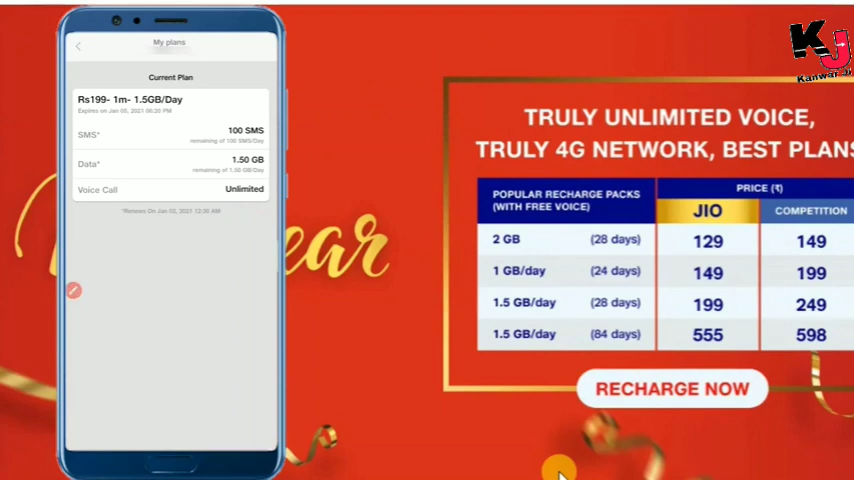 My plans
Current Plan
Rs199- 1m- 1.5GB/Day
Expires on Jan 05, 2021 06:20 PM
SMS* 100 SMS
remaining of 100 SMS/Day
Data* 1.50 GB
remaining of 1.50 GB/Day
Voice Call Unlimited
*Renews On Jan 02, 2021 12:30 AM
ear
KJ
Kanwar Ji
TRULY UNLIMITED VOICE,
TRULY 4G NETWORK, BEST PLANS
POPULAR RECHARGE PACKS
(WITH FREE VOICE)
PRICE (₹)
JIO COMPETITION
2 GB (28 days) 129 149
1 GB/day (24 days) 149 199
1.5 GB/day (28 days) 199 249
1.5 GB/day (84 days) 555 598
RECHARGE NOW